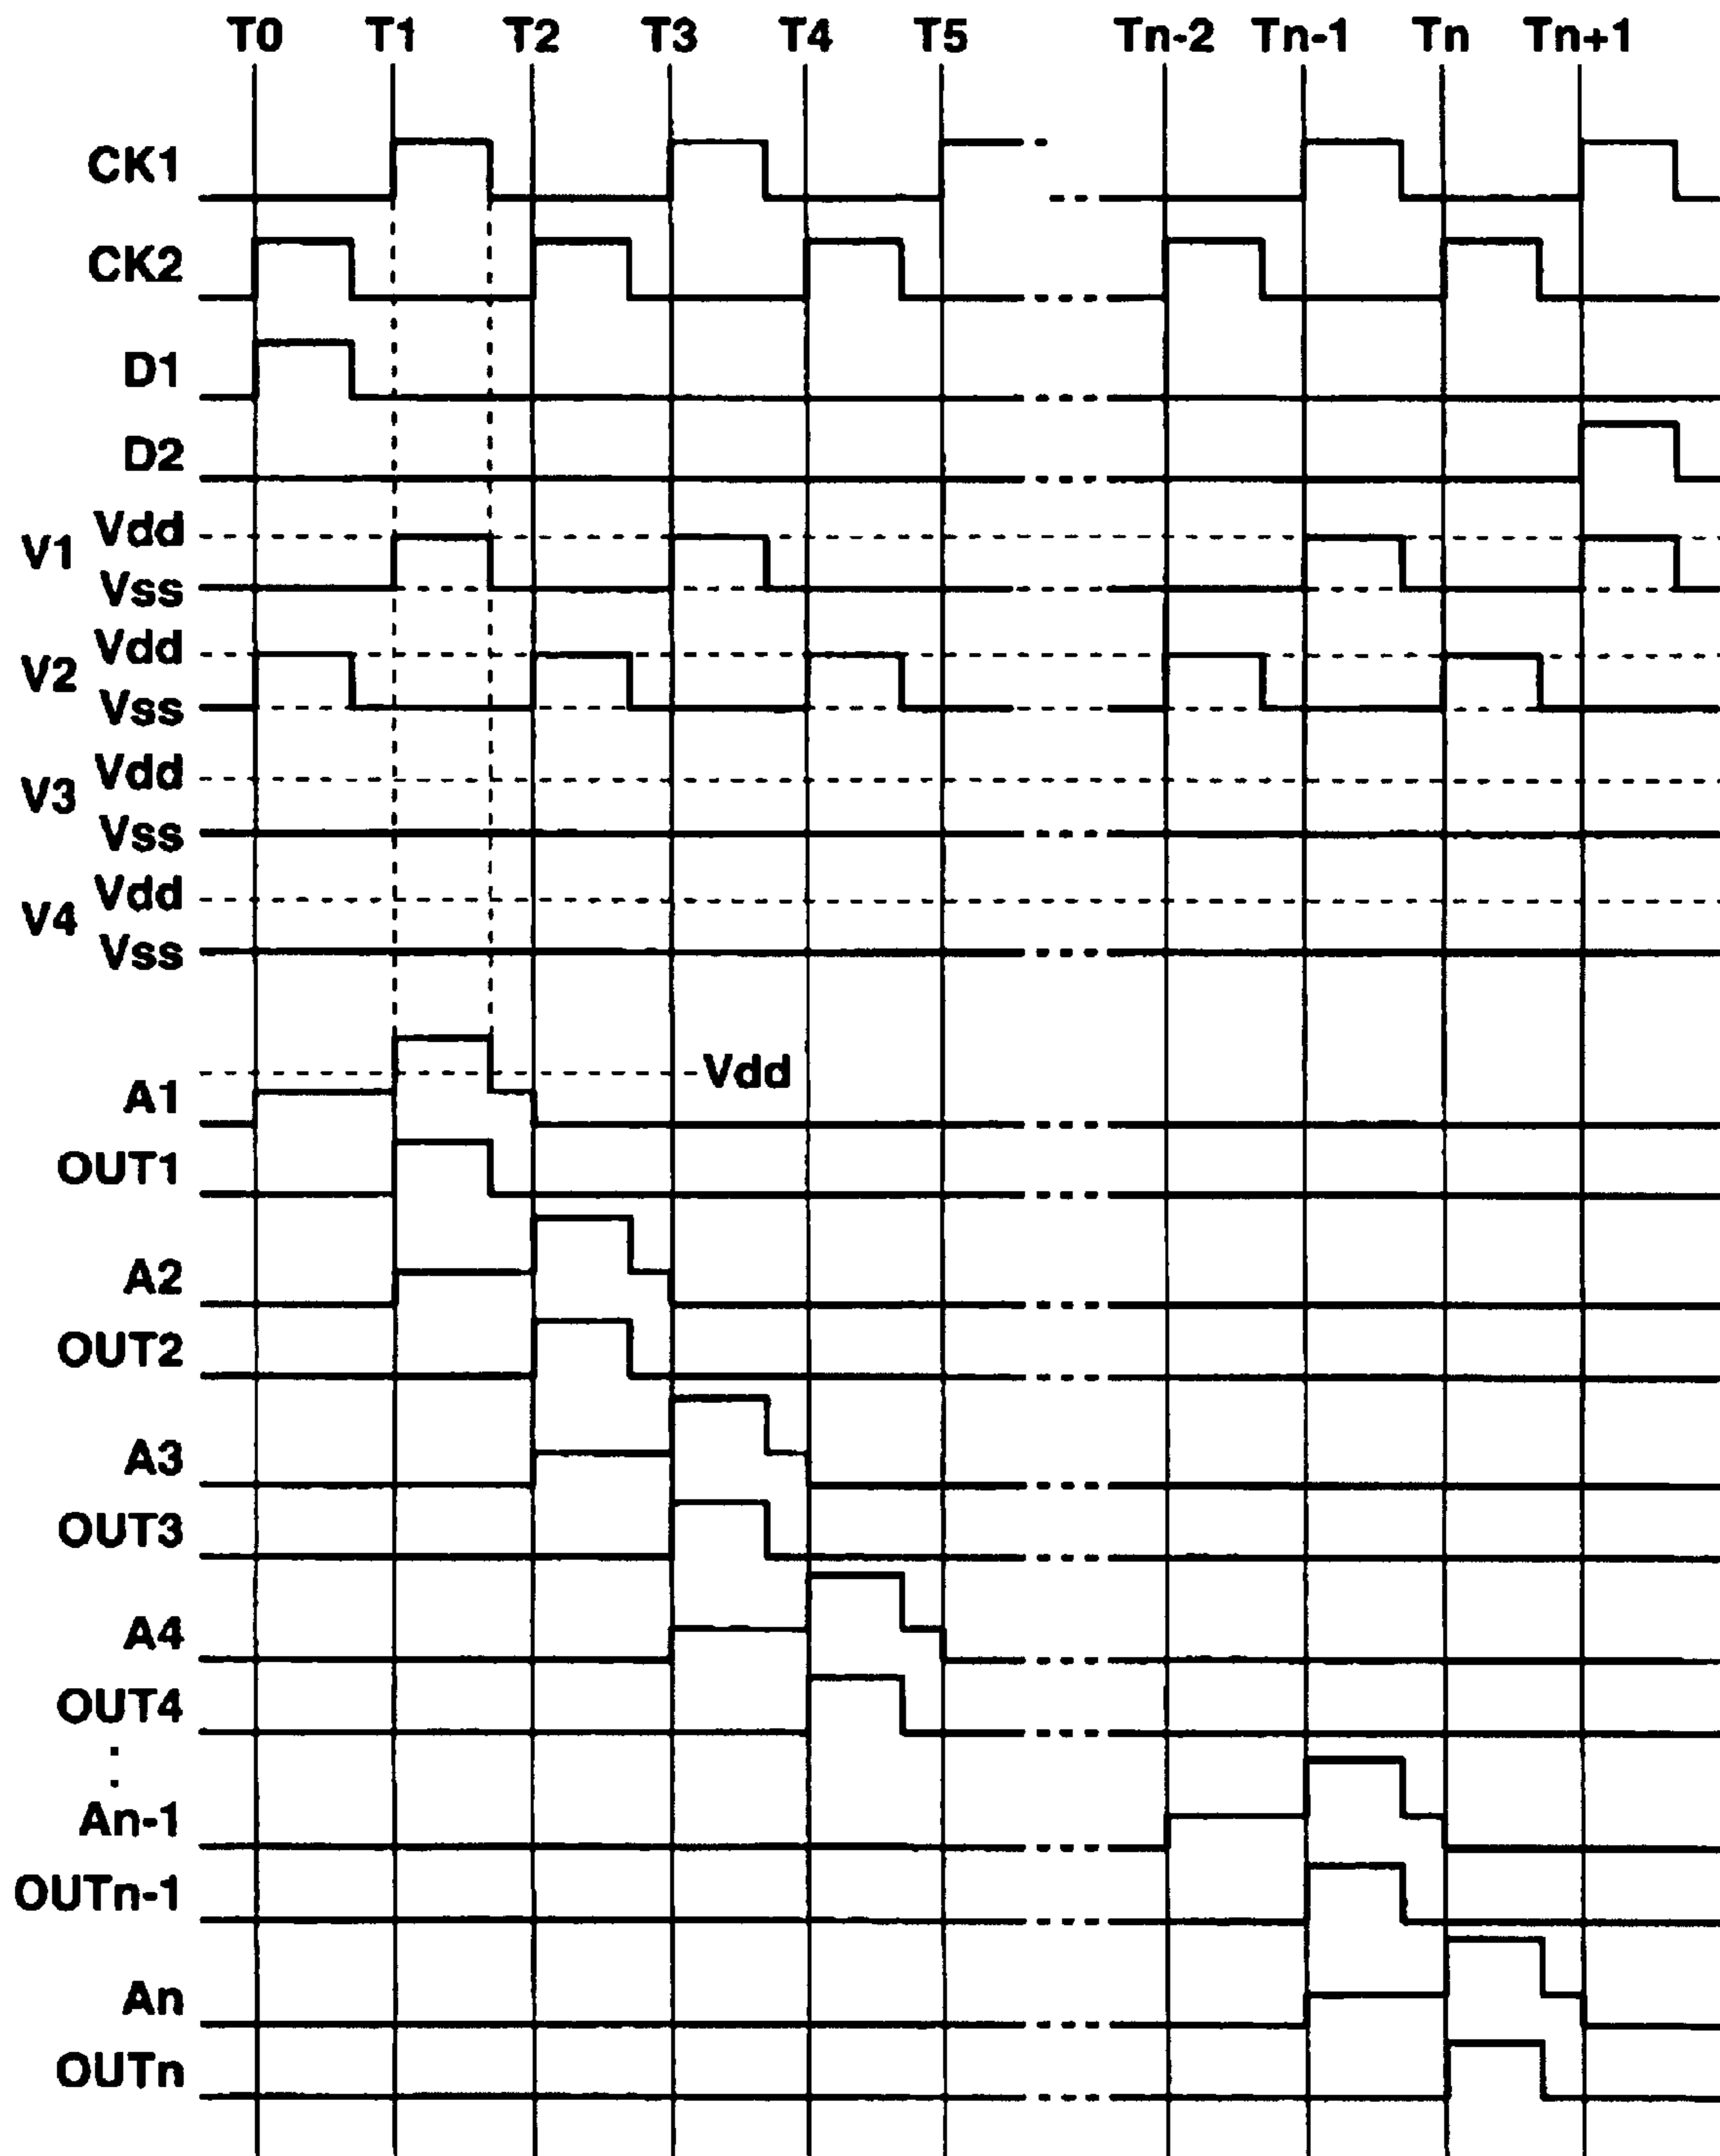 T0 T1 T2 T3 T4 T5 Tn-2 Tn-1 Tn Tn+1
CK1
CK2
D1
D2
V1 Vdd
Vss
V2 Vdd
Vss
V3 Vdd
Vss
V4 Vdd
Vss
Vdd
A1
OUT1
A2
OUT2
A3
OUT3
A4
OUT4
:
An-1
OUTn-1
An
OUTn